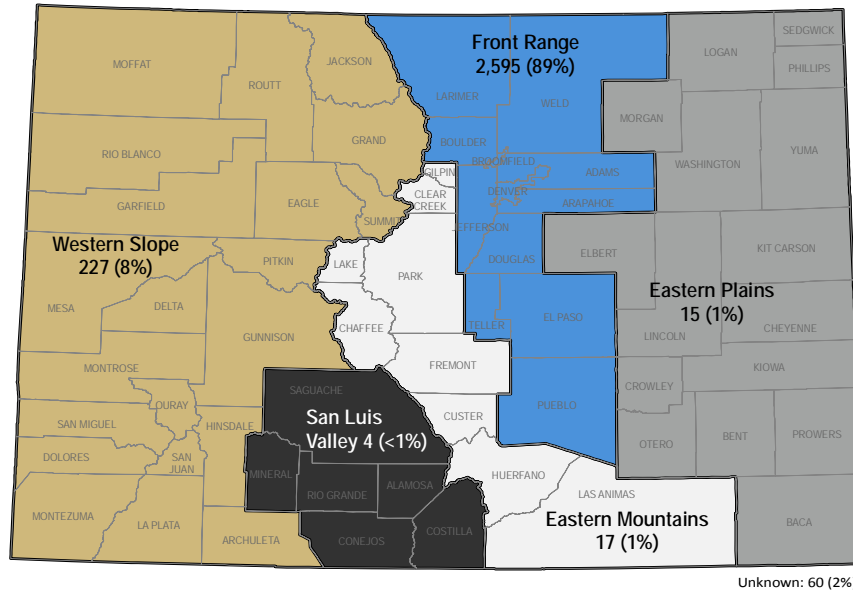 SEDGWICK
Front Range
2,595 (89%)
LOGAN
JACKSON
MOFFAT
PHILLIPS
ROUTT
LARIMER
WELD
MORGAN
GRAND
BOULDER
RIO BLANCO
BROOMFIELD
WASHINGTON
YUMA
GILPIN
ADAMS
DENVER
CLEAR
CREEK
EAGLE
GARFIELD
ARAPAHOE
SUMMIT
JEFFERSON
Western Slope
227 (8%)
KIT CARSON
ELBERT
PITKIN
DOUGLAS
LAKE
PARK
Eastern Plains
15 (1%)
MESA
DELTA
EL PASO
TELLER
CHAFFEE
CHEYENNE
GUNNISON
LINCOLN
MONTROSE
FREMONT
KIOWA
SAGUACHE
CROWLEY
OURAY
PUEBLO
San Luis
Valley 4 (<1%)
CUSTER
SAN MIGUEL
HINSDALE
PROWERS
BENT
OTERO
DOLORES
SAN
JUAN
MINERAL
HUERFANO
ALAMOSA
RIO GRANDE
LAS ANIMAS
MONTEZUMA
LA PLATA
Eastern Mountains
17 (1%)
BACA
COSTILLA
ARCHULETA
CONEJOS
Unknown: 60 (2%